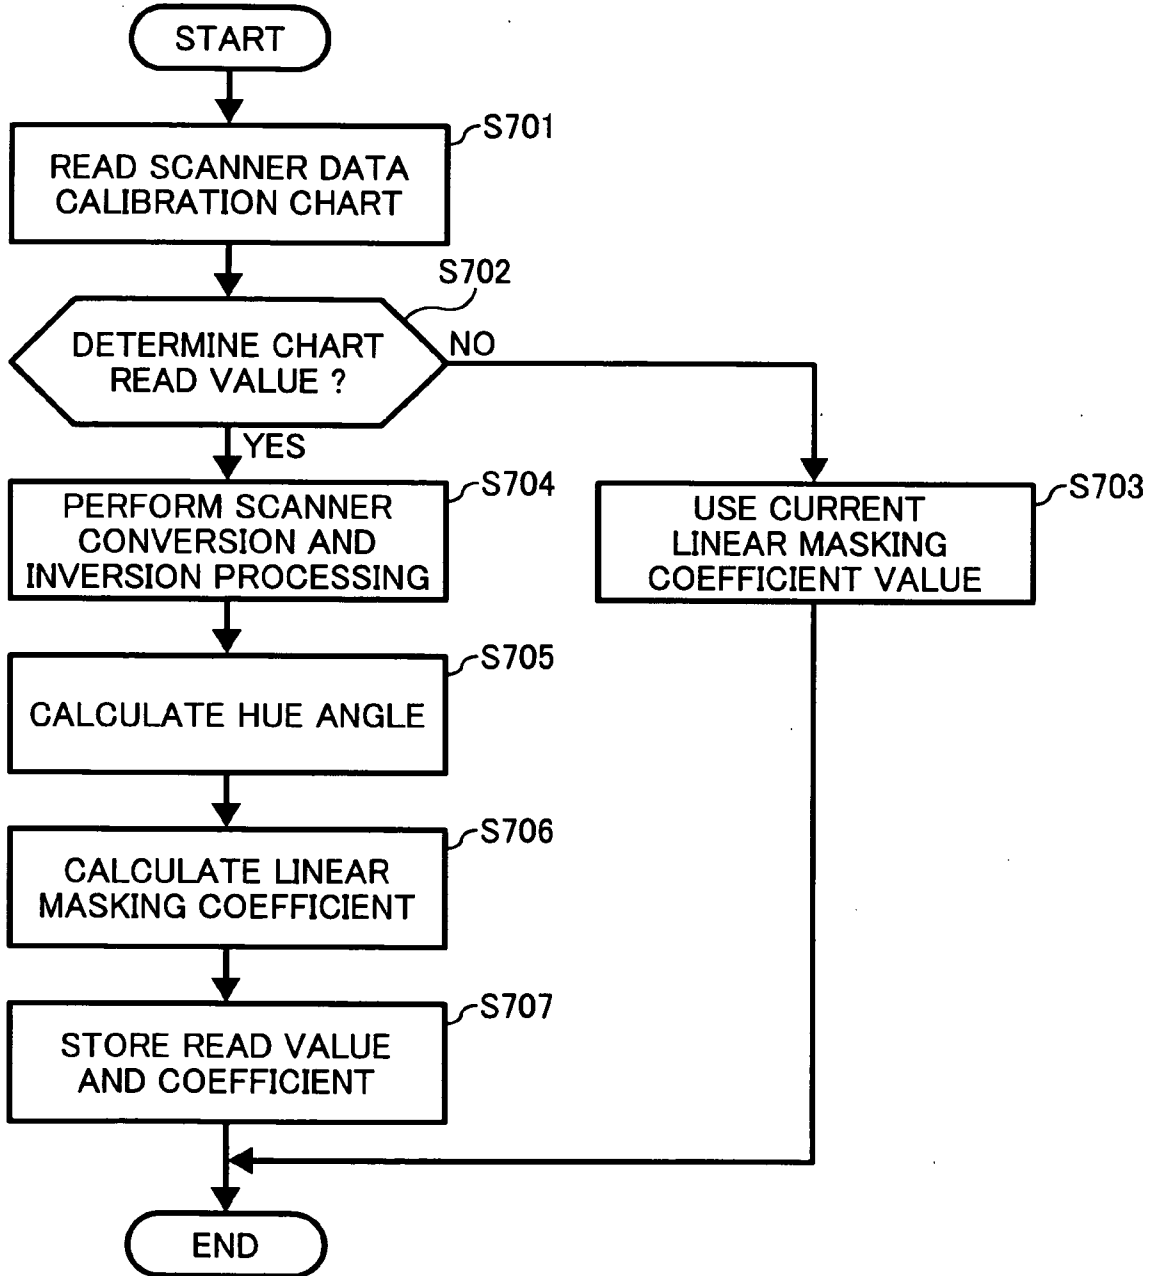 START
S701
READ SCANNER DATA
CALIBRATION CHART
S702
DETERMINE CHART
READ VALUE ?
NO
YES
S704
PERFORM SCANNER
CONVERSION AND
INVERSION PROCESSING
S703
USE CURRENT
LINEAR MASKING
COEFFICIENT VALUE
S705
CALCULATE HUE ANGLE
S706
CALCULATE LINEAR
MASKING COEFFICIENT
S707
STORE READ VALUE
AND COEFFICIENT
END